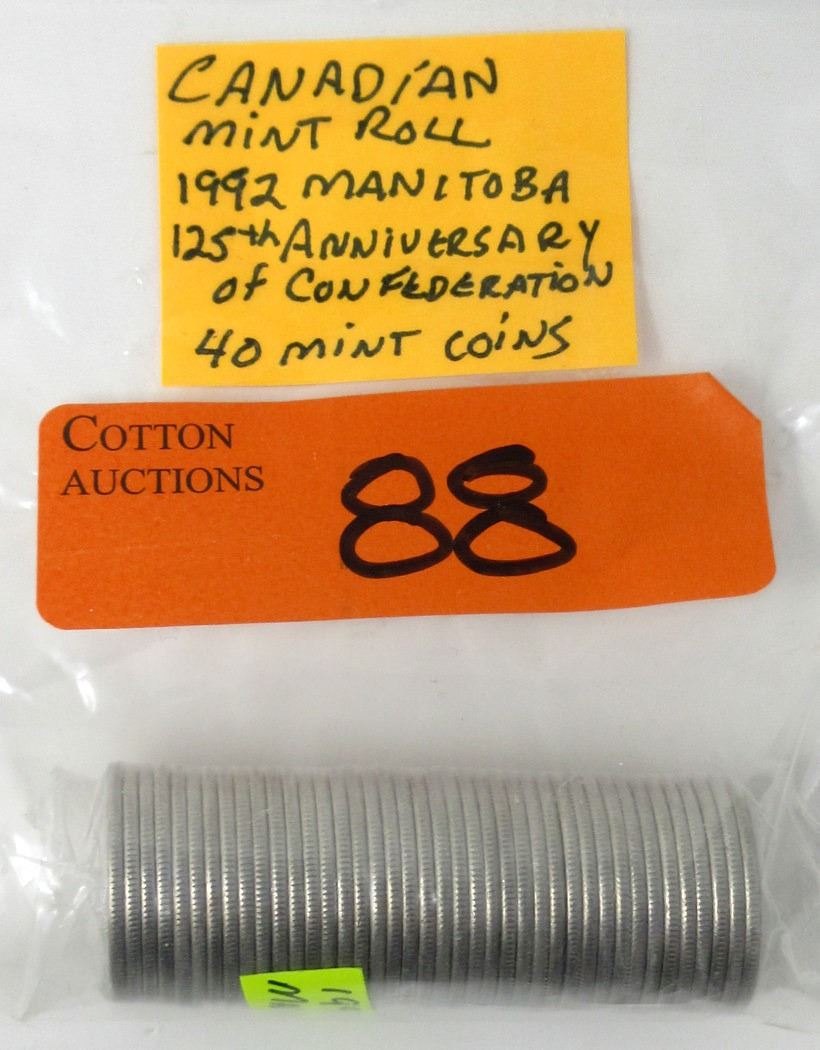 CANADIAN
MINT ROLL
1992 MANITOBA
125th ANNIVERSARY
of CONFEDERATION
40 MINT COINS
COTTON
AUCTIONS
88